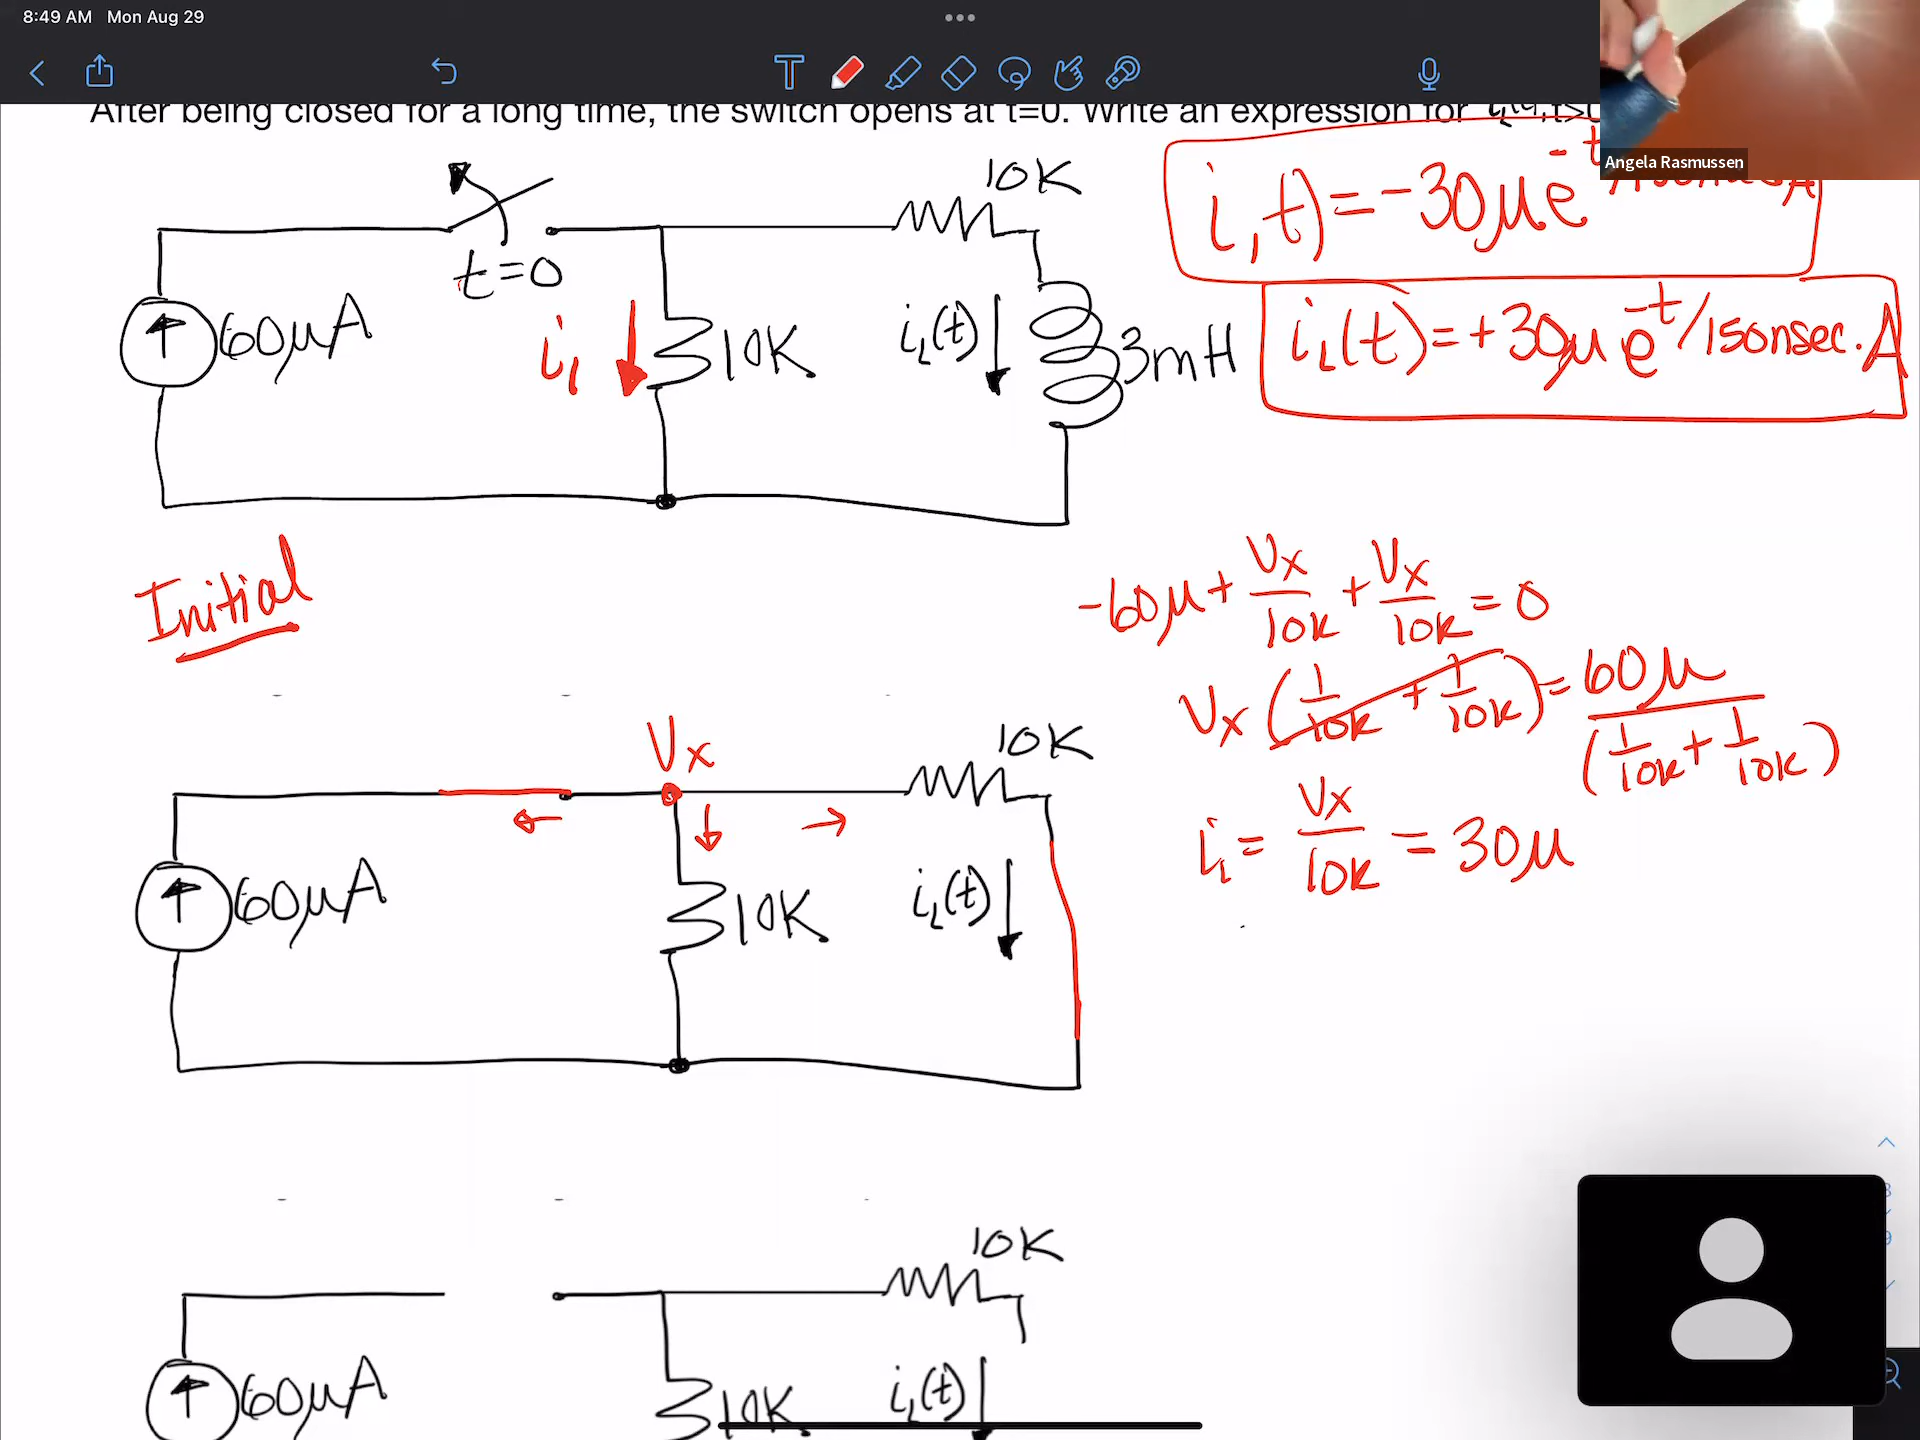 8:49 AM Mon Aug 29
After being closed for a long time, the switch opens at t=0. Write an expression for iL(t), t>0
Angela Rasmussen
i,t)=-30μe^-t
10K
t=0
60μA
i1
10K
iL(t)
3mH
iL(t)=+30μe^-t/150nsec. A
Initial
-60μ+Vx/10K+Vx/10K=0
Vx(1/10K+1/10K)=60μ/(1/10K+1/10K)
i1=Vx/10K=30μ
Vx
10K
60μA
10K
iL(t)
10K
60μA
10K
iL(t)